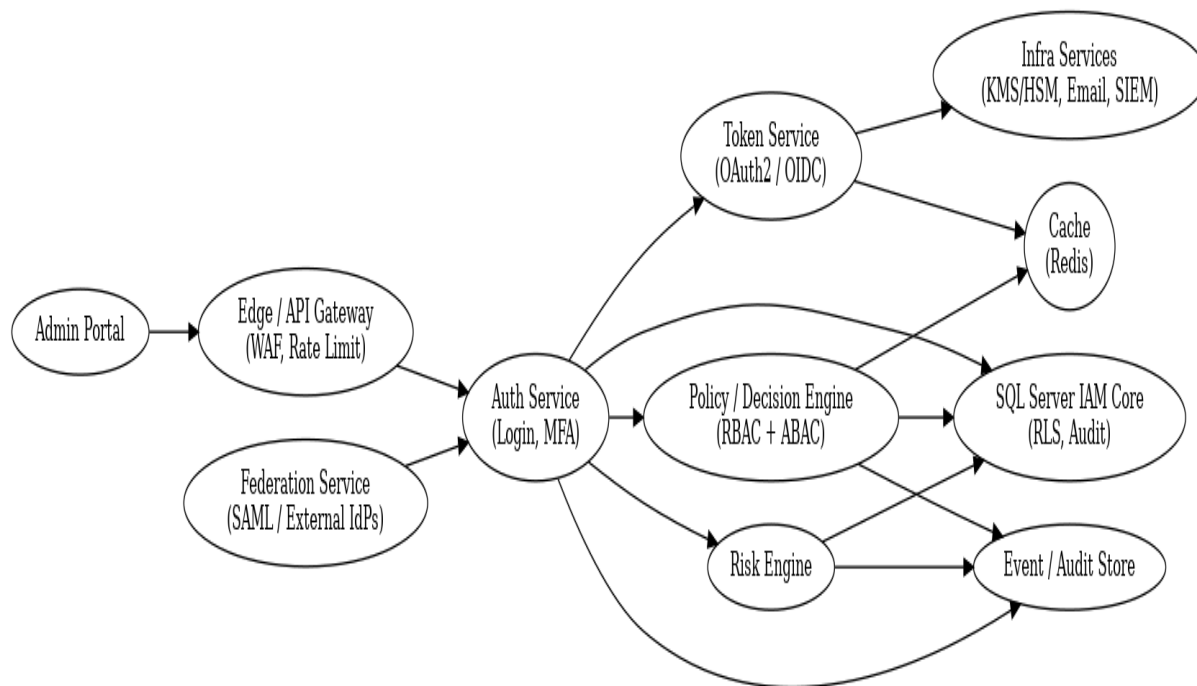 Admin Portal
Edge / API Gateway
(WAF, Rate Limit)
Federation Service
(SAML / External IdPs)
Auth Service
(Login, MFA)
Token Service
(OAuth2 / OIDC)
Policy / Decision Engine
(RBAC + ABAC)
Risk Engine
Infra Services
(KMS/HSM, Email, SIEM)
Cache
(Redis)
SQL Server IAM Core
(RLS, Audit)
Event / Audit Store